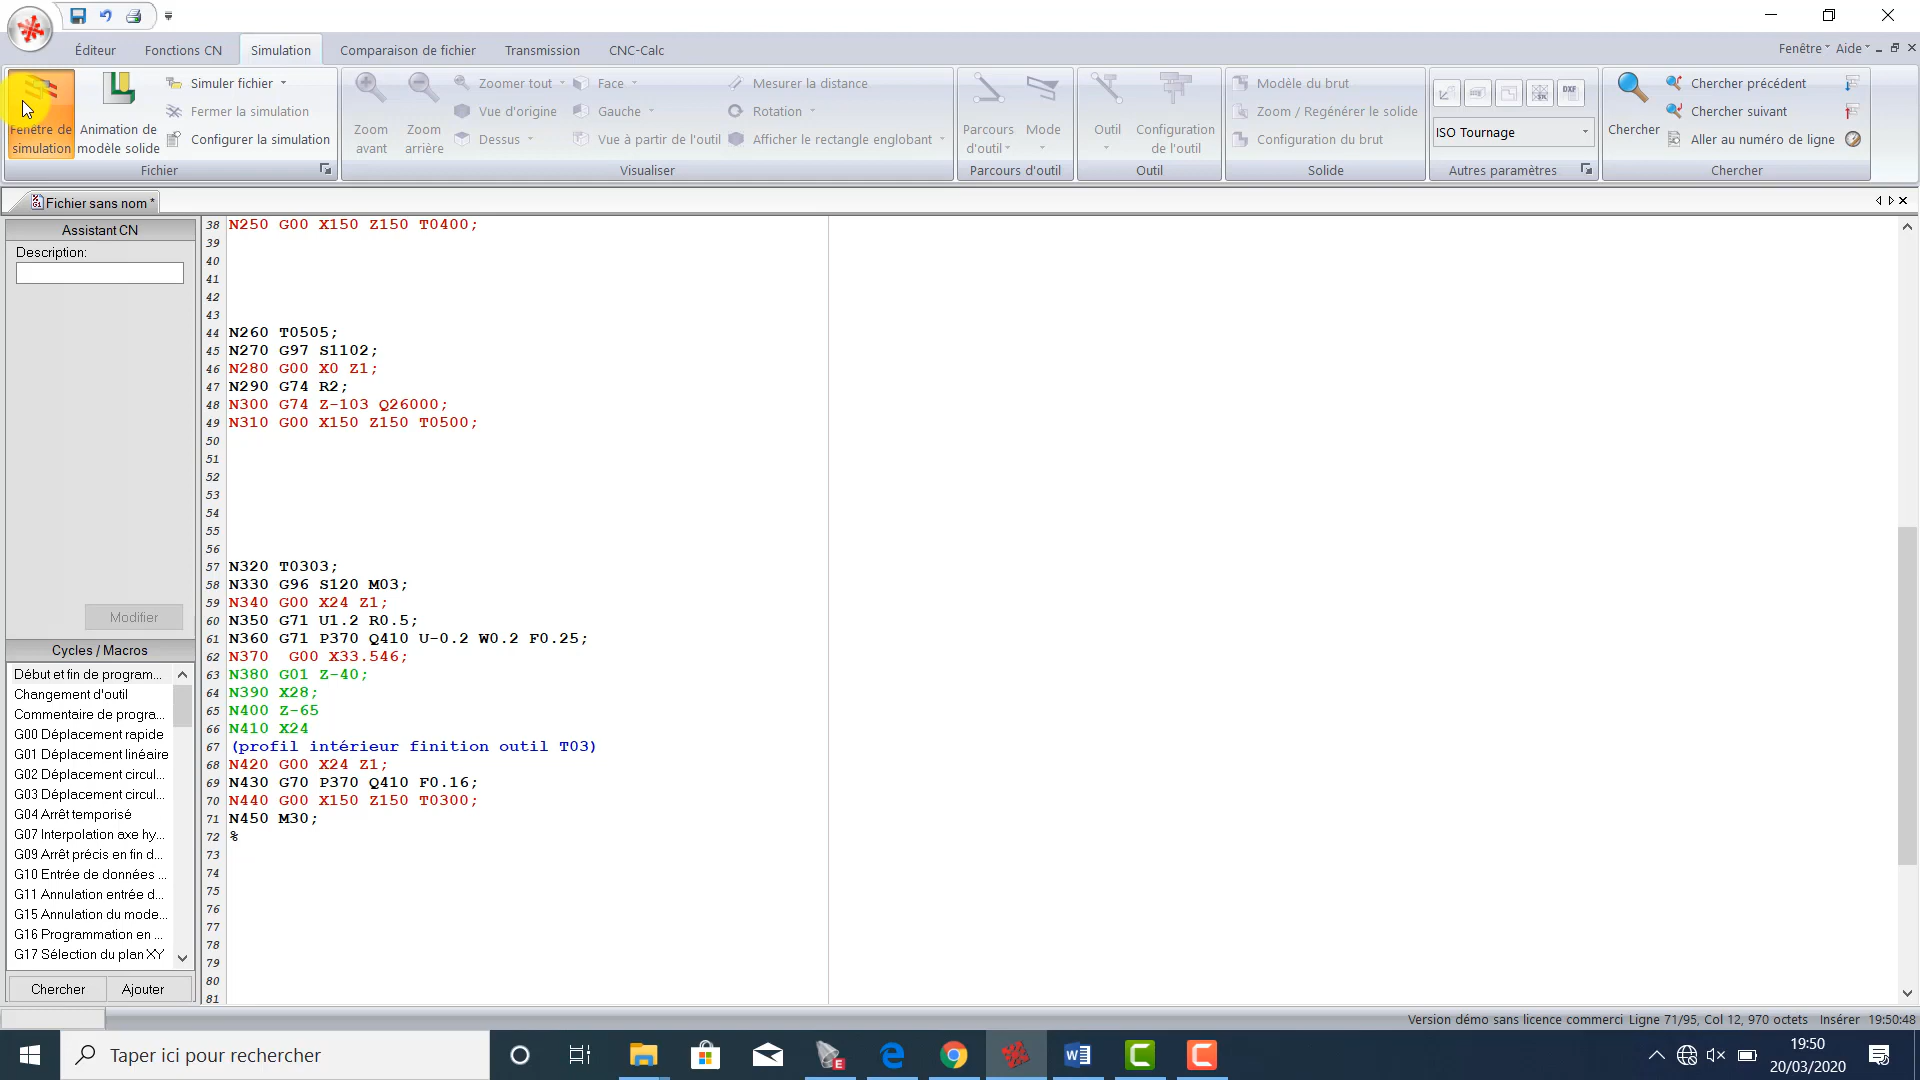 Éditeur
Fonctions CN
Simulation
Comparaison de fichier
Transmission
CNC-Calc
Fenêtre
Aide
Fenêtre de simulation
Animation de modèle solide
Simuler fichier
Fermer la simulation
Configurer la simulation
Fichier
Zoom avant
Zoom arrière
Zoomer tout
Vue d'origine
Dessus
Face
Gauche
Vue à partir de l'outil
Mesurer la distance
Rotation
Afficher le rectangle englobant
Visualiser
Parcours d'outil
Mode
Parcours d'outil
Outil
Configuration de l'outil
Outil
Modèle du brut
Zoom / Regénérer le solide
Configuration du brut
Solide
DXF
ISO Tournage
Autres paramètres
Chercher
Chercher précédent
Chercher suivant
Aller au numéro de ligne
Chercher
Fichier sans nom *
Assistant CN
Description:
Modifier
Cycles / Macros
Début et fin de program...
Changement d'outil
Commentaire de progra...
G00 Déplacement rapide
G01 Déplacement linéaire
G02 Déplacement circul...
G03 Déplacement circul...
G04 Arrêt temporisé
G07 Interpolation axe hy...
G09 Arrêt précis en fin d...
G10 Entrée de données ...
G11 Annulation entrée d...
G15 Annulation du mode...
G16 Programmation en ...
G17 Sélection du plan XY
Chercher
Ajouter
38 N250 G00 X150 Z150 T0400;
39
40
41
42
43
44 N260 T0505;
45 N270 G97 S1102;
46 N280 G00 X0 Z1;
47 N290 G74 R2;
48 N300 G74 Z-103 Q26000;
49 N310 G00 X150 Z150 T0500;
50
51
52
53
54
55
56
57 N320 T0303;
58 N330 G96 S120 M03;
59 N340 G00 X24 Z1;
60 N350 G71 U1.2 R0.5;
61 N360 G71 P370 Q410 U-0.2 W0.2 F0.25;
62 N370  G00 X33.546;
63 N380 G01 Z-40;
64 N390 X28;
65 N400 Z-65
66 N410 X24
67 (profil intérieur finition outil T03)
68 N420 G00 X24 Z1;
69 N430 G70 P370 Q410 F0.16;
70 N440 G00 X150 Z150 T0300;
71 N450 M30;
72 %
73
74
75
76
77
78
79
80
81
Version démo sans licence commerci Ligne 71/95, Col 12, 970 octets Insérer 19:50:48
Taper ici pour rechercher
19:50
20/03/2020